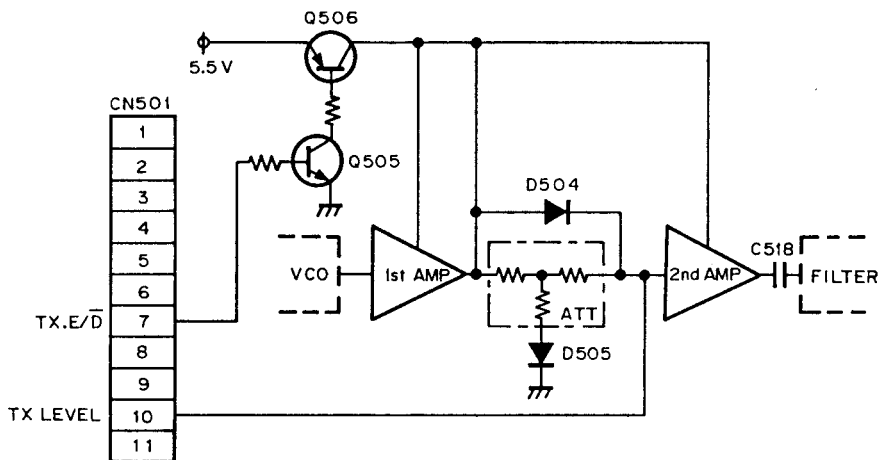 Q506
5.5 V
CN501
1
2
Q505
3
D504
4
C518
5
VCO
1st AMP
2nd AMP
FILTER
6
ATT
TX.E/D̅
7
D505
8
9
TX LEVEL
10
11